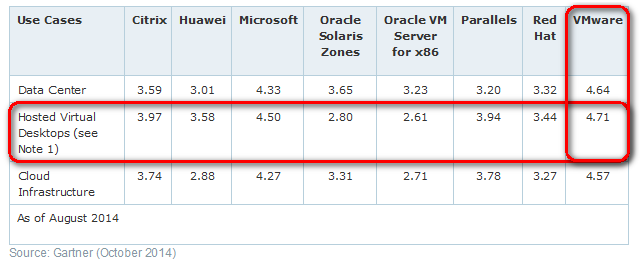 Use Cases Citrix Huawei Microsoft Oracle Solaris Zones Oracle VM Server for x86 Parallels Red Hat VMware
Data Center 3.59 3.01 4.33 3.65 3.23 3.20 3.32 4.64
Hosted Virtual 3.97 3.58 4.50 2.80 2.61 3.94 3.44 4.71
Desktops (see
Note 1)
Cloud 3.74 2.88 4.27 3.31 2.71 3.78 3.27 4.57
Infrastructure
As of August 2014
Source: Gartner (October 2014)